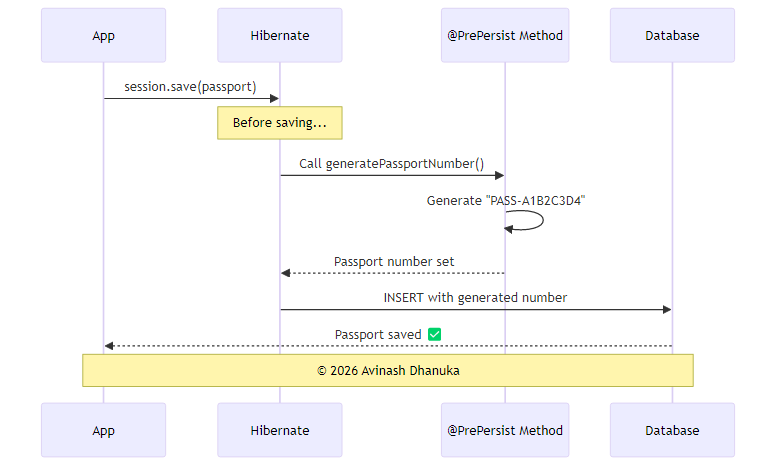 App
Hibernate
@PrePersist Method
Database
session.save(passport)
Before saving...
Call generatePassportNumber()
Generate "PASS-A1B2C3D4"
Passport number set
INSERT with generated number
Passport saved ✅
© 2026 Avinash Dhanuka
App
Hibernate
@PrePersist Method
Database